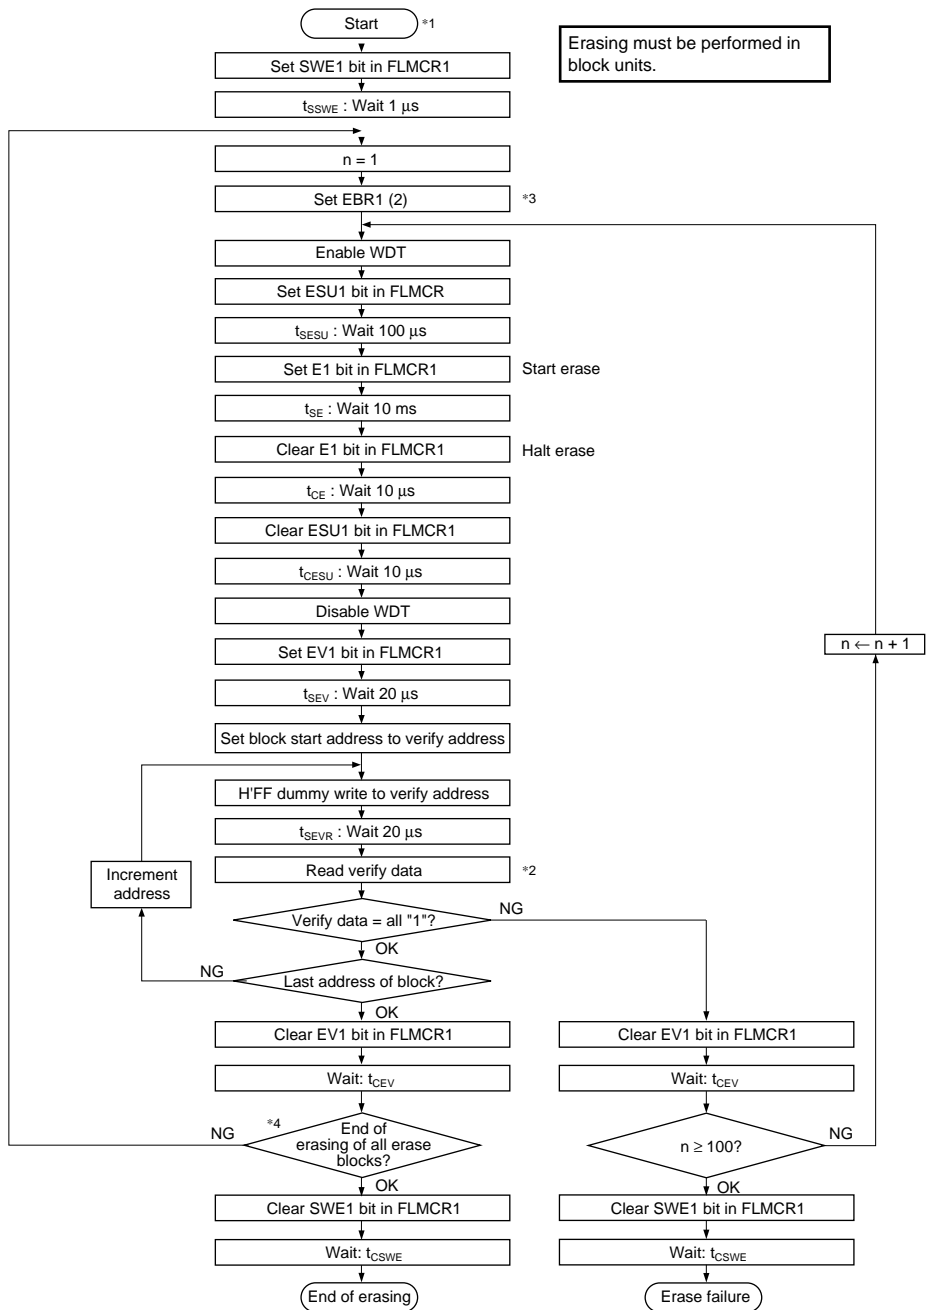 Start
*1
Erasing must be performed in
block units.
Set SWE1 bit in FLMCR1
tSSWE : Wait 1 μs
n = 1
Set EBR1 (2)
*3
Enable WDT
Set ESU1 bit in FLMCR
tSESU : Wait 100 μs
Set E1 bit in FLMCR1
Start erase
tSE : Wait 10 ms
Clear E1 bit in FLMCR1
Halt erase
tCE : Wait 10 μs
Clear ESU1 bit in FLMCR1
tCESU : Wait 10 μs
Disable WDT
Set EV1 bit in FLMCR1
n ← n + 1
tSEV : Wait 20 μs
Set block start address to verify address
H'FF dummy write to verify address
tSEVR : Wait 20 μs
Read verify data
*2
Increment
address
Verify data = all "1"?
NG
OK
Last address of block?
NG
OK
Clear EV1 bit in FLMCR1
Clear EV1 bit in FLMCR1
Wait: tCEV
Wait: tCEV
*4
NG
End of
erasing of all erase
blocks?
n ≥ 100?
NG
OK
OK
Clear SWE1 bit in FLMCR1
Clear SWE1 bit in FLMCR1
Wait: tCSWE
Wait: tCSWE
End of erasing
Erase failure